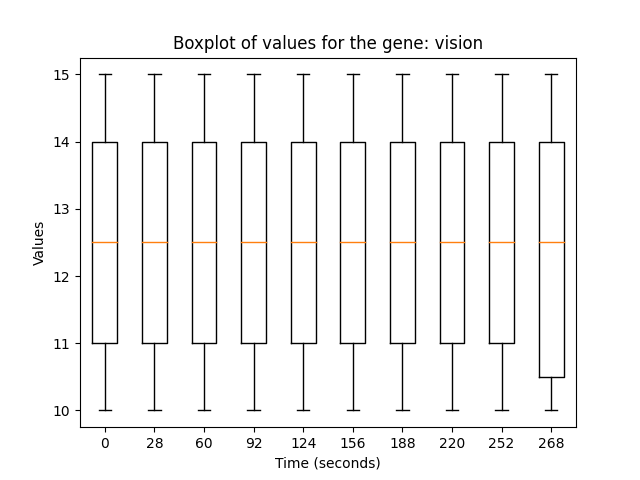 Boxplot of values for the gene: vision
15
14
13
12
11
10
Values
0 28 60 92 124 156 188 220 252 268
Time (seconds)